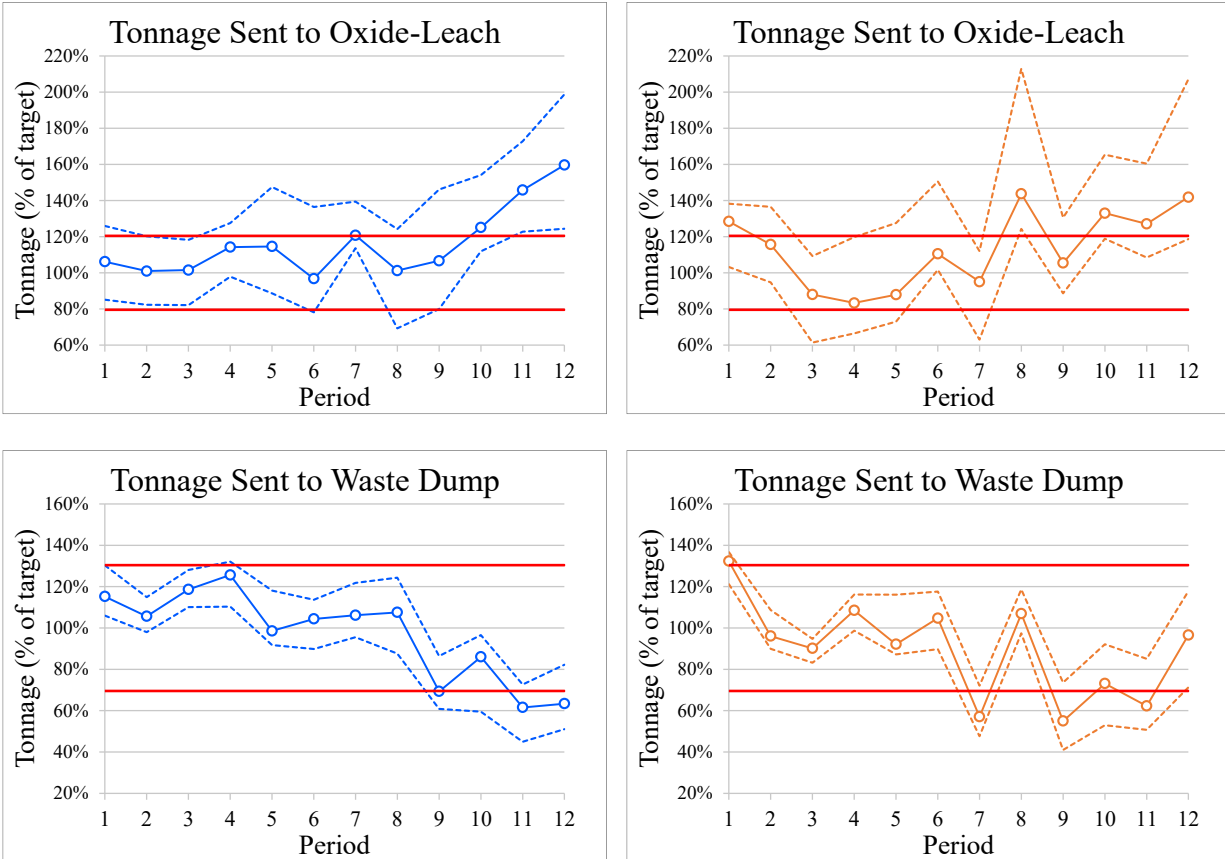 Tonnage Sent to Oxide-Leach
Tonnage (% of target)
220%
200%
180%
160%
140%
120%
100%
80%
60%
1 2 3 4 5 6 7 8 9 10 11 12
Period
Tonnage Sent to Oxide-Leach
Tonnage (% of target)
220%
200%
180%
160%
140%
120%
100%
80%
60%
1 2 3 4 5 6 7 8 9 10 11 12
Period
Tonnage Sent to Waste Dump
Tonnage (% of target)
160%
140%
120%
100%
80%
60%
40%
20%
1 2 3 4 5 6 7 8 9 10 11 12
Period
Tonnage Sent to Waste Dump
Tonnage (% of target)
160%
140%
120%
100%
80%
60%
40%
20%
1 2 3 4 5 6 7 8 9 10 11 12
Period